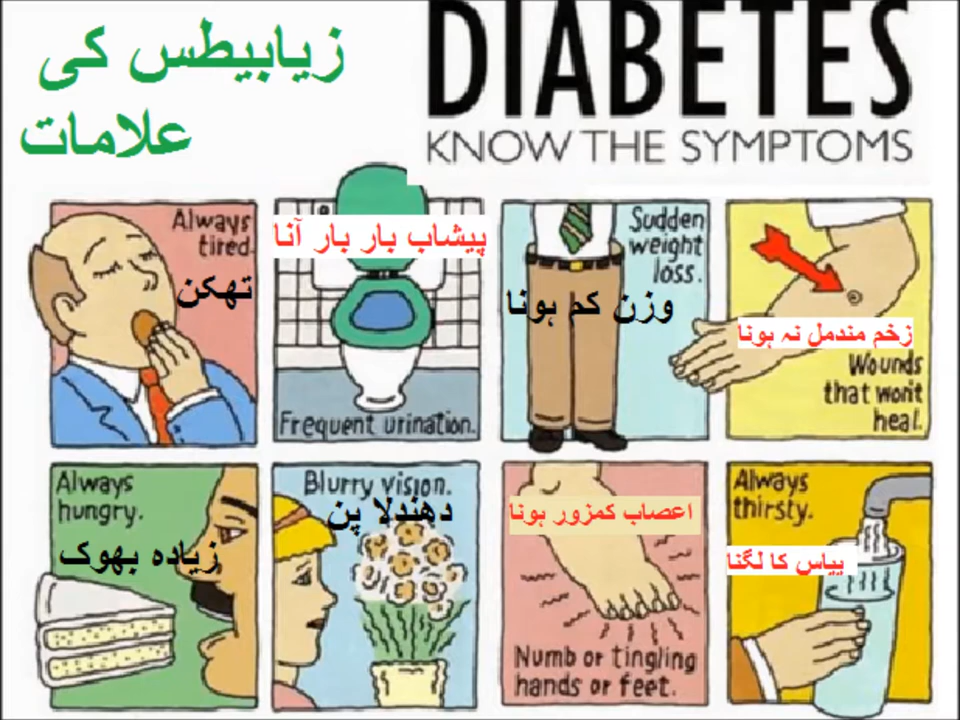 زیابیطس کی
علامات
DIABETES
KNOW THE SYMPTOMS
Always
tired.
تھکن
پیشاب بار بار آنا
Frequent urination.
Sudden
weight
loss.
وزن کم ہونا
زخم مندمل نہ ہونا
Wounds
that won't
heal.
Always
hungry.
زیادہ بھوک
Blurry vision.
دھندلا پن
اعصاب کمزور ہونا
Numb or tingling
hands or feet.
Always
thirsty.
پیاس کا لگنا